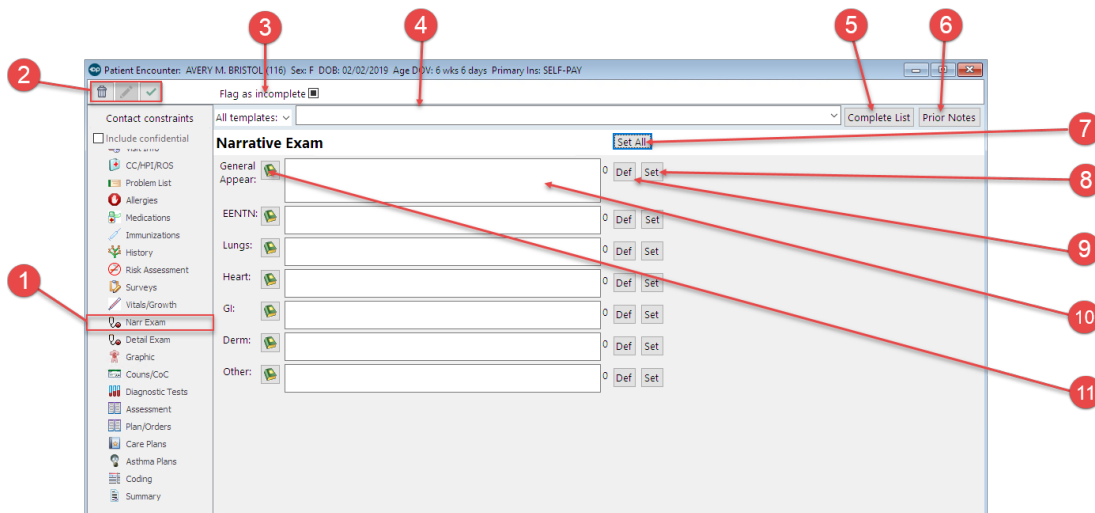 3
4
5
6
2
Patient Encounter: AVERY M. BRISTOL (116) Sex: F DOB: 02/02/2019 Age DOV: 6 wks 6 days Primary Ins: SELF-PAY
Flag as incomplete
Contact constraints
All templates:
Complete List
Prior Notes
Include confidential
Narrative Exam
Set All
7
Visit Info
CC/HPI/ROS
General Appear:
0 Def Set
8
Problem List
Allergies
Medications
EENTN:
0 Def Set
Immunizations
History
Lungs:
0 Def Set
9
Risk Assessment
1
Surveys
Heart:
0 Def Set
Vitals/Growth
Narr Exam
GI:
0 Def Set
10
Detail Exam
Derm:
0 Def Set
Graphic
Couns/CoC
Other:
0 Def Set
11
Diagnostic Tests
Assessment
Plan/Orders
Care Plans
Asthma Plans
Coding
Summary